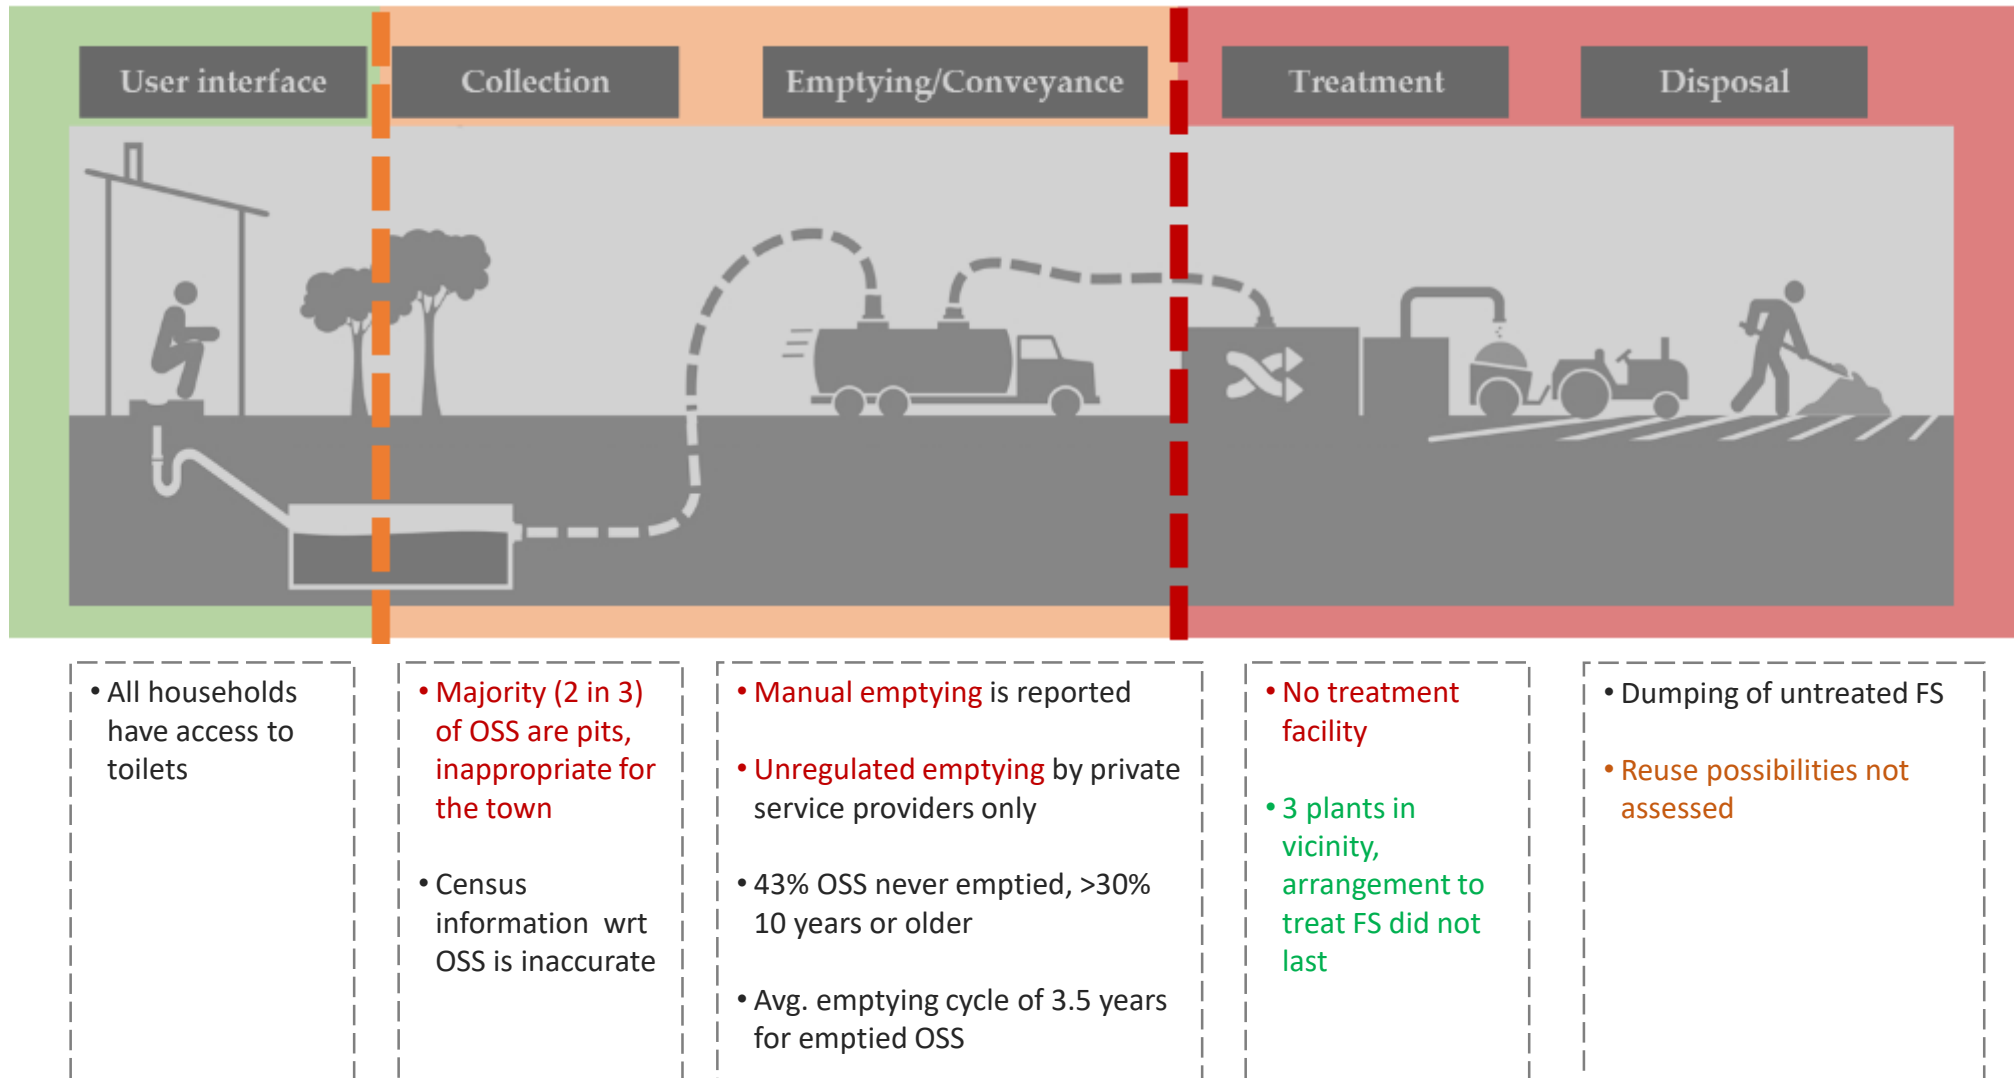 User interface
Collection
Emptying/Conveyance
Treatment
Disposal
• All households
have access to
toilets
• Majority (2 in 3)
of OSS are pits,
inappropriate for
the town
• Census
information wrt
OSS is inaccurate
• Manual emptying is reported
• Unregulated emptying by private
service providers only
• 43% OSS never emptied, >30%
10 years or older
• Avg. emptying cycle of 3.5 years
for emptied OSS
• No treatment
facility
• 3 plants in
vicinity,
arrangement to
treat FS did not
last
• Dumping of untreated FS
• Reuse possibilities not
assessed